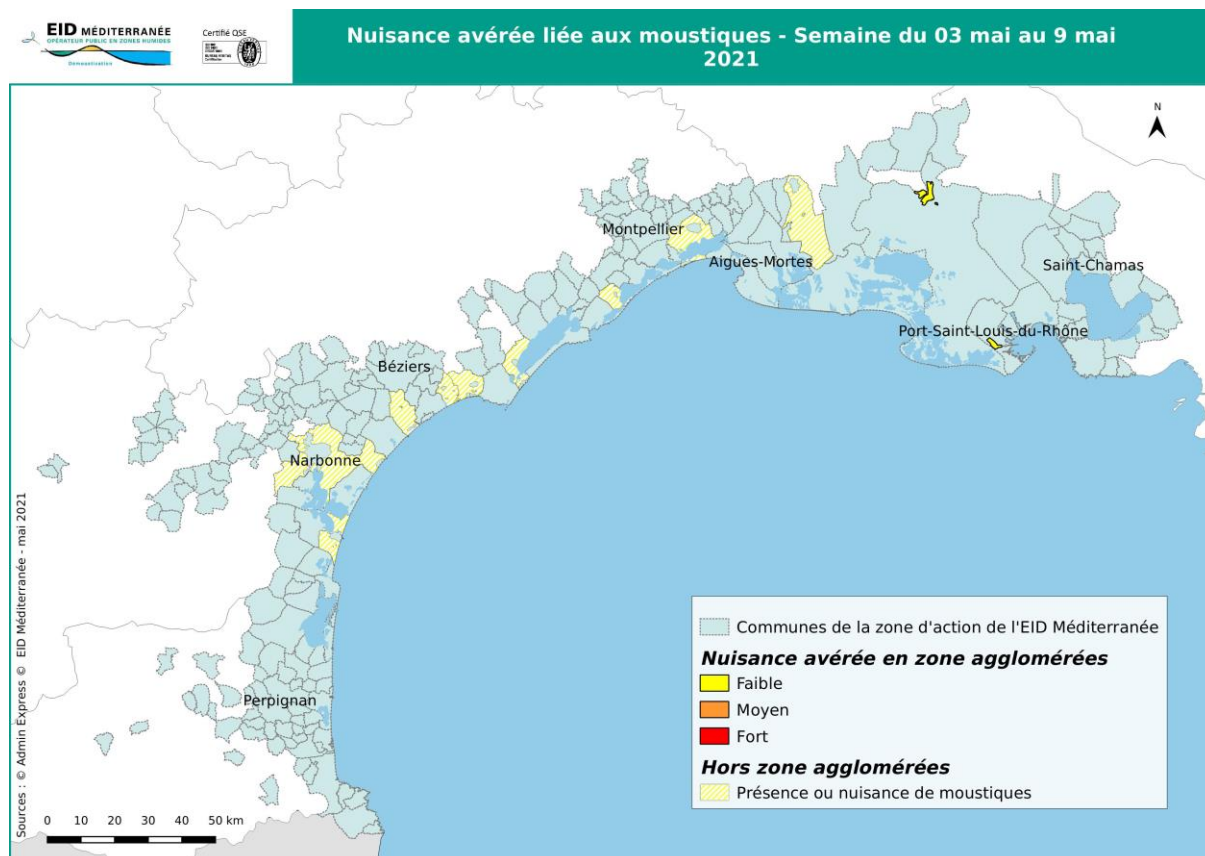 EID MÉDITERRANÉE
OPÉRATEUR PUBLIC EN ZONES HUMIDES
Démoustication
Certifié QSE
Nuisance avérée liée aux moustiques - Semaine du 03 mai au 9 mai
2021
N
Montpellier
Aigues-Mortes
Saint-Chamas
Port-Saint-Louis-du-Rhône
Béziers
Narbonne
Perpignan
Communes de la zone d'action de l'EID Méditerranée
Nuisance avérée en zone agglomérées
Faible
Moyen
Fort
Hors zone agglomérées
Présence ou nuisance de moustiques
0 10 20 30 40 50 km
Sources : © Admin Express © EID Méditerranée - mai 2021